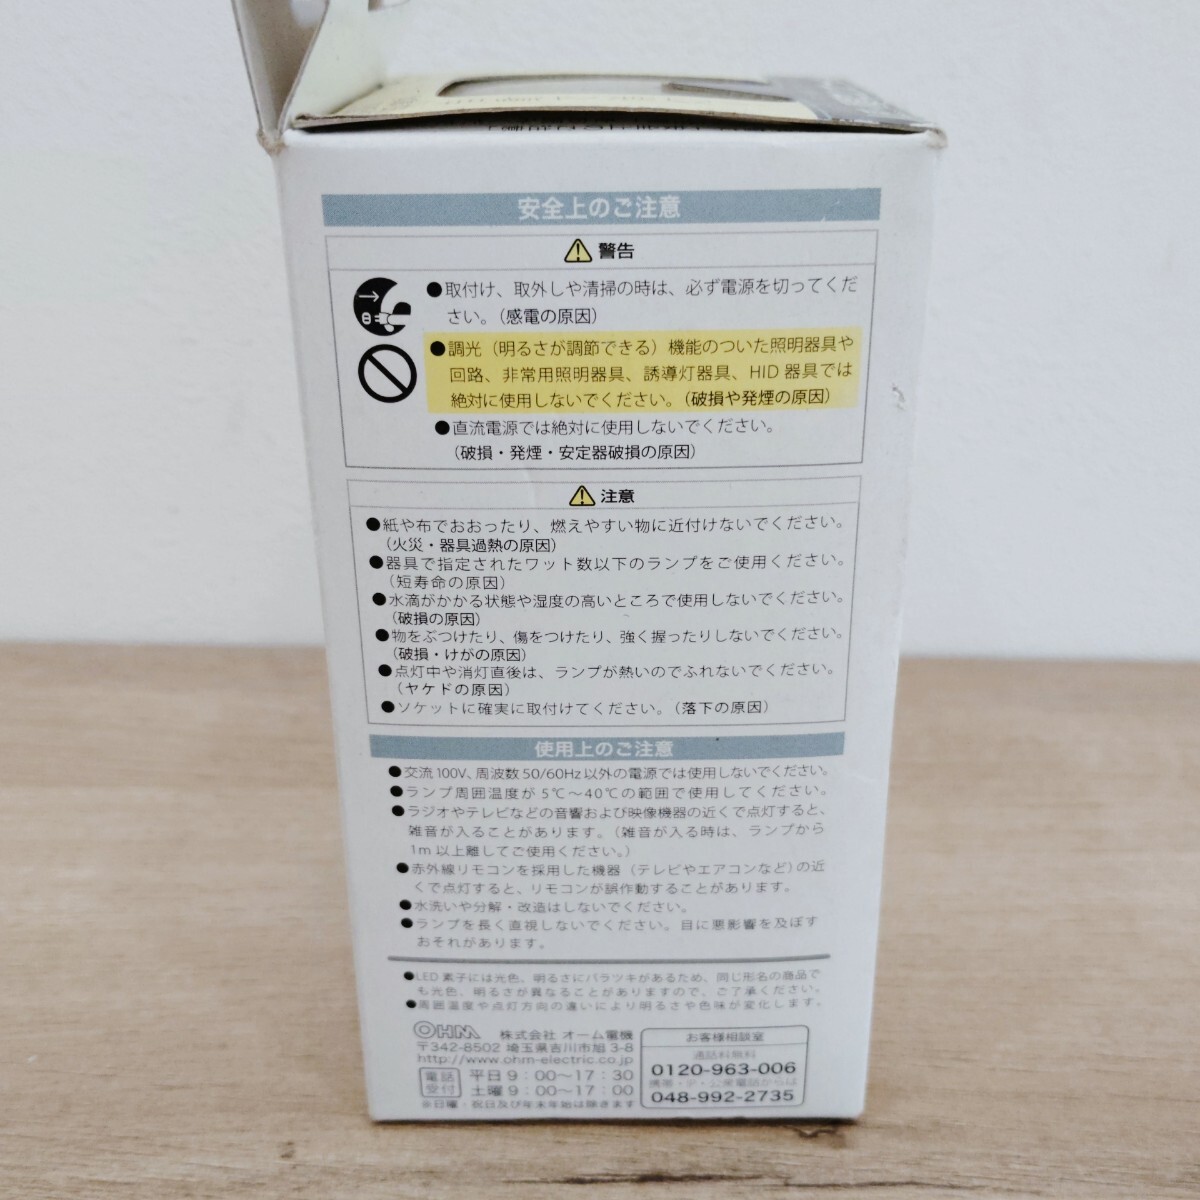 安全上のご注意
警告
●取付け、取外しや清掃の時は、必ず電源を切ってくだ
さい。(感電の原因)
●調光(明るさが調節できる)機能のついた照明器具や
回路、非常用照明器具、誘導灯器具、HID 器具では
絶対に使用しないでください。(破損や発煙の原因)
●直流電源では絶対に使用しないでください。
(破損・発煙・安定器破損の原因)
注意
●紙や布でおおったり、燃えやすい物に近付けないでください。
(火災・器具過熱の原因)
●器具で指定されたワット数以下のランプをご使用ください。
(短寿命の原因)
●水滴がかかる状態や湿度の高いところで使用しないでください。
(破損の原因)
●物をぶつけたり、傷をつけたり、強く握ったりしないでください。
(破損・けがの原因)
●点灯中や消灯直後は、ランプが熱いのでふれないでください。
(ヤケドの原因)
●ソケットに確実に取付けてください。(落下の原因)
使用上のご注意
●交流100V、周波数 50/60Hz 以外の電源では使用しないでください。
●ランプ周囲温度が 5℃〜40℃の範囲で使用してください。
●ラジオやテレビなどの音響および映像機器の近くで点灯すると、
雑音が入ることがあります。(雑音が入る時は、ランプから
1m 以上離してご使用ください。)
●赤外線リモコンを採用した機器(テレビやエアコンなど)の近
くで点灯すると、リモコンが誤作動することがあります。
●水洗いや分解・改造はしないでください。
●ランプを長く直視しないでください。目に悪影響を及ぼす
おそれがあります。
●LED 素子には光色、明るさにバラツキがあるため、同じ形名の商品で
も光色、明るさが異なることがありますので、ご了承ください。
●周囲温度や点灯方向の違いにより明るさや色味が変化します。
OHM 株式会社 オーム電機
〒342-8502 埼玉県吉川市旭 3-8
http://www.ohm-electric.co.jp
電話受付 平日 9：00〜17：30
土曜 9：00〜17：00
※日曜・祝日及び年末年始は除きます
お客様相談室
通話料無料
0120-963-006
携帯・IP・公衆電話からは
048-992-2735